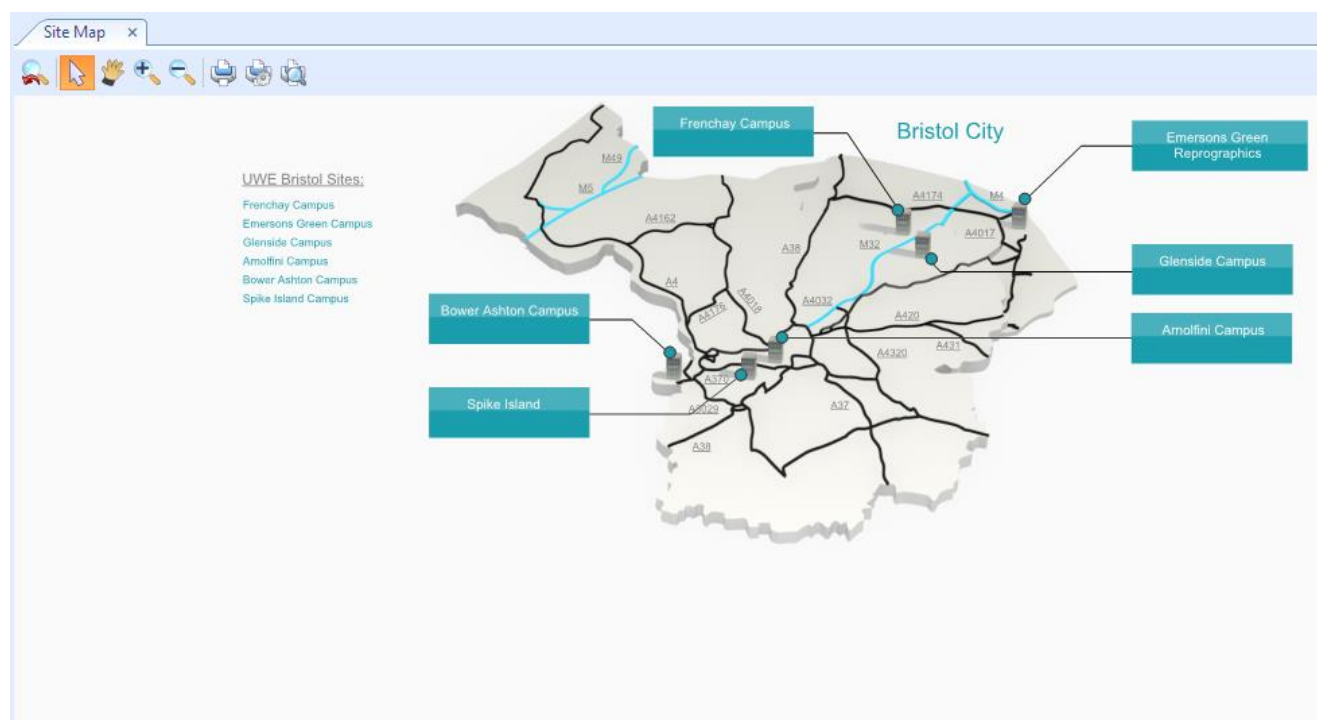 Site Map
Bristol City
UWE Bristol Sites:
Frenchay Campus
Emersons Green Campus
Glenside Campus
Arnolfini Campus
Bower Ashton Campus
Spike Island Campus
Frenchay Campus
Emersons Green
Reprographics
Glenside Campus
Arnolfini Campus
Bower Ashton Campus
Spike Island
M49
M5
A4162
A4
A4176
A4018
A38
M32
A4032
A4174
M4
A4017
A420
A431
A4320
A370
A3029
A37
A38